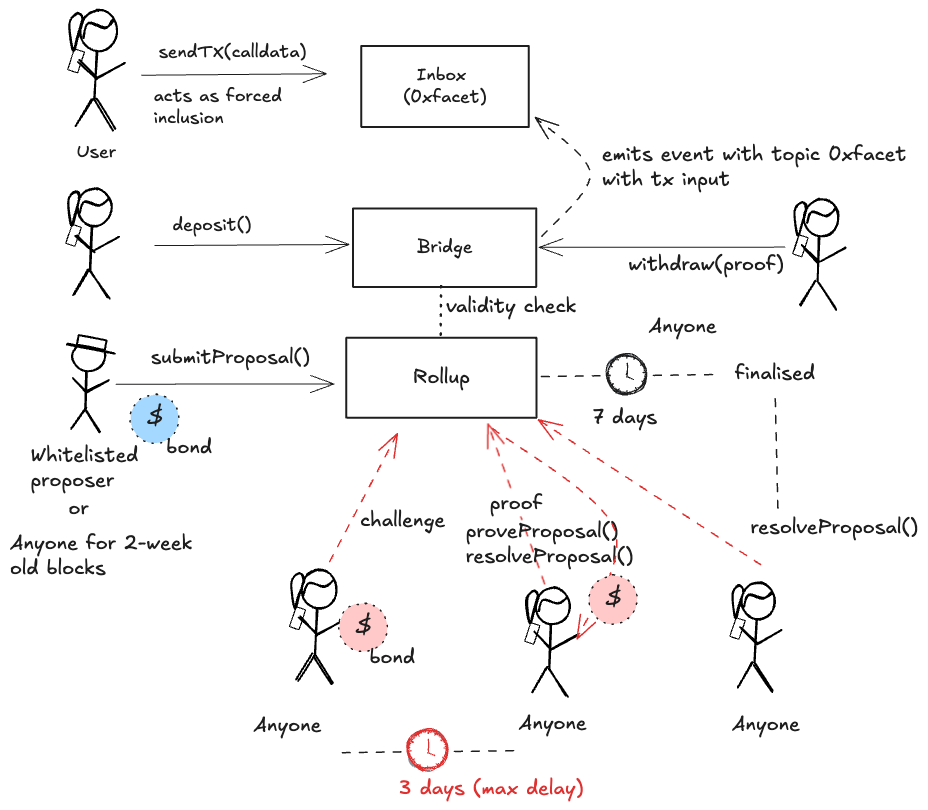 sendTX(calldata)
acts as forced
inclusion
User
Inbox
(0xfacet)
emits event with topic 0xfacet
with tx input
deposit()
Bridge
withdraw(proof)
Anyone
validity check
submitProposal()
$
bond
Whitelisted
proposer
or
Anyone for 2-week
old blocks
Rollup
7 days
finalised
resolveProposal()
challenge
proof
proveProposal()
resolveProposal()
$
bond
$
Anyone
Anyone
Anyone
3 days (max delay)